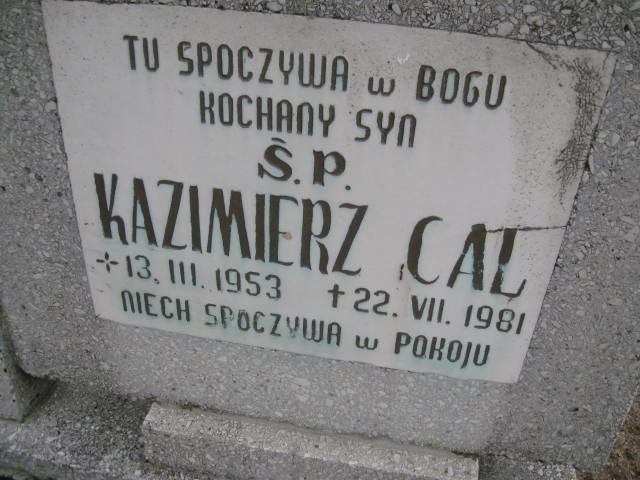 TU SPOCZYWA w BOGU
KOCHANY SYN
Ś.P.
KAZIMIERZ CAL
+13. III. 1953 †22. VII. 1981
NIECH SPOCZYWA w POKOJU